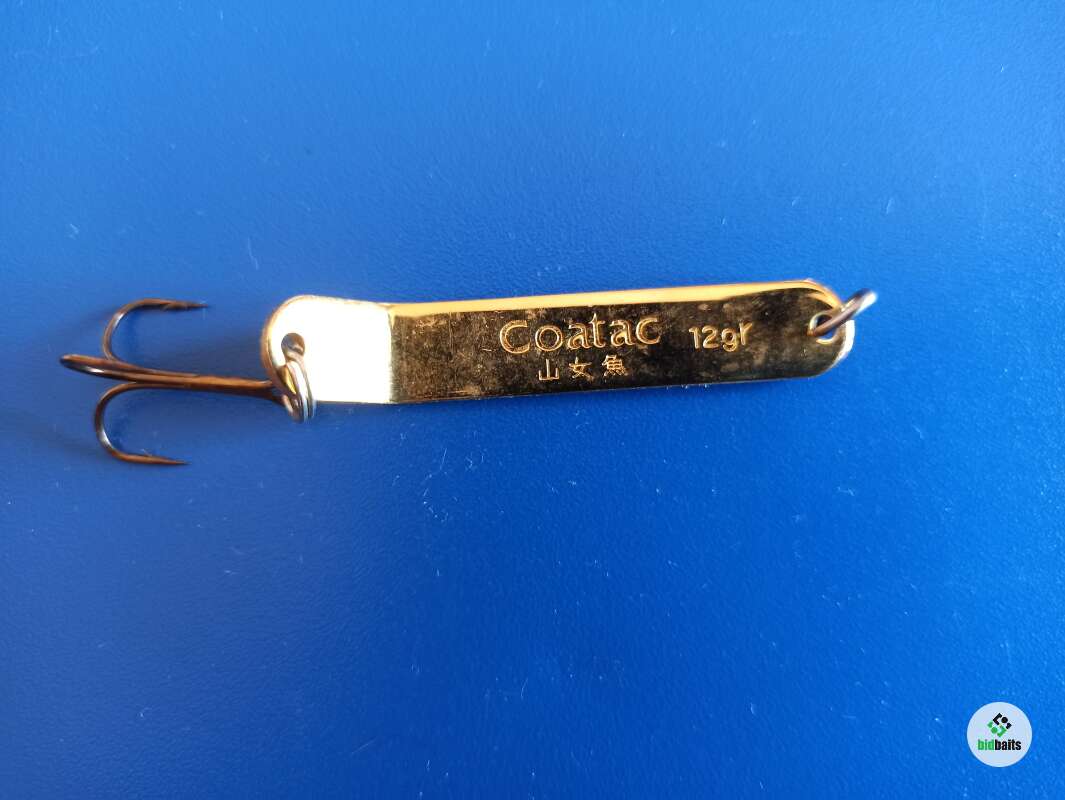 Coatac 12gr
山女魚
bidbaits